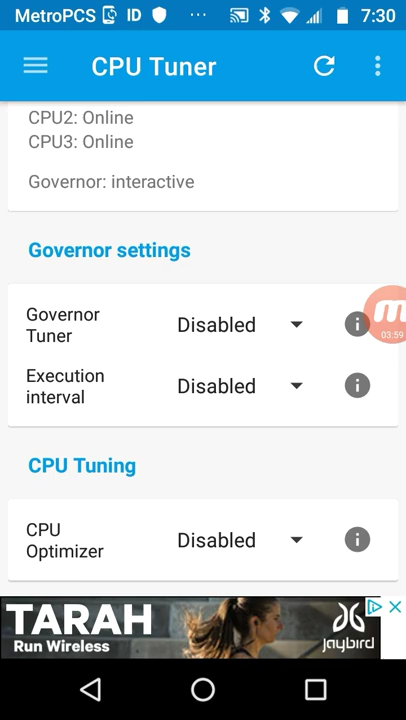 MetroPCS ID ... 7:30
CPU Tuner
CPU2: Online
CPU3: Online
Governor: interactive
Governor settings
Governor Tuner
Disabled
03:59
Execution interval
Disabled
CPU Tuning
CPU Optimizer
Disabled
TARAH
Run Wireless
jaybird